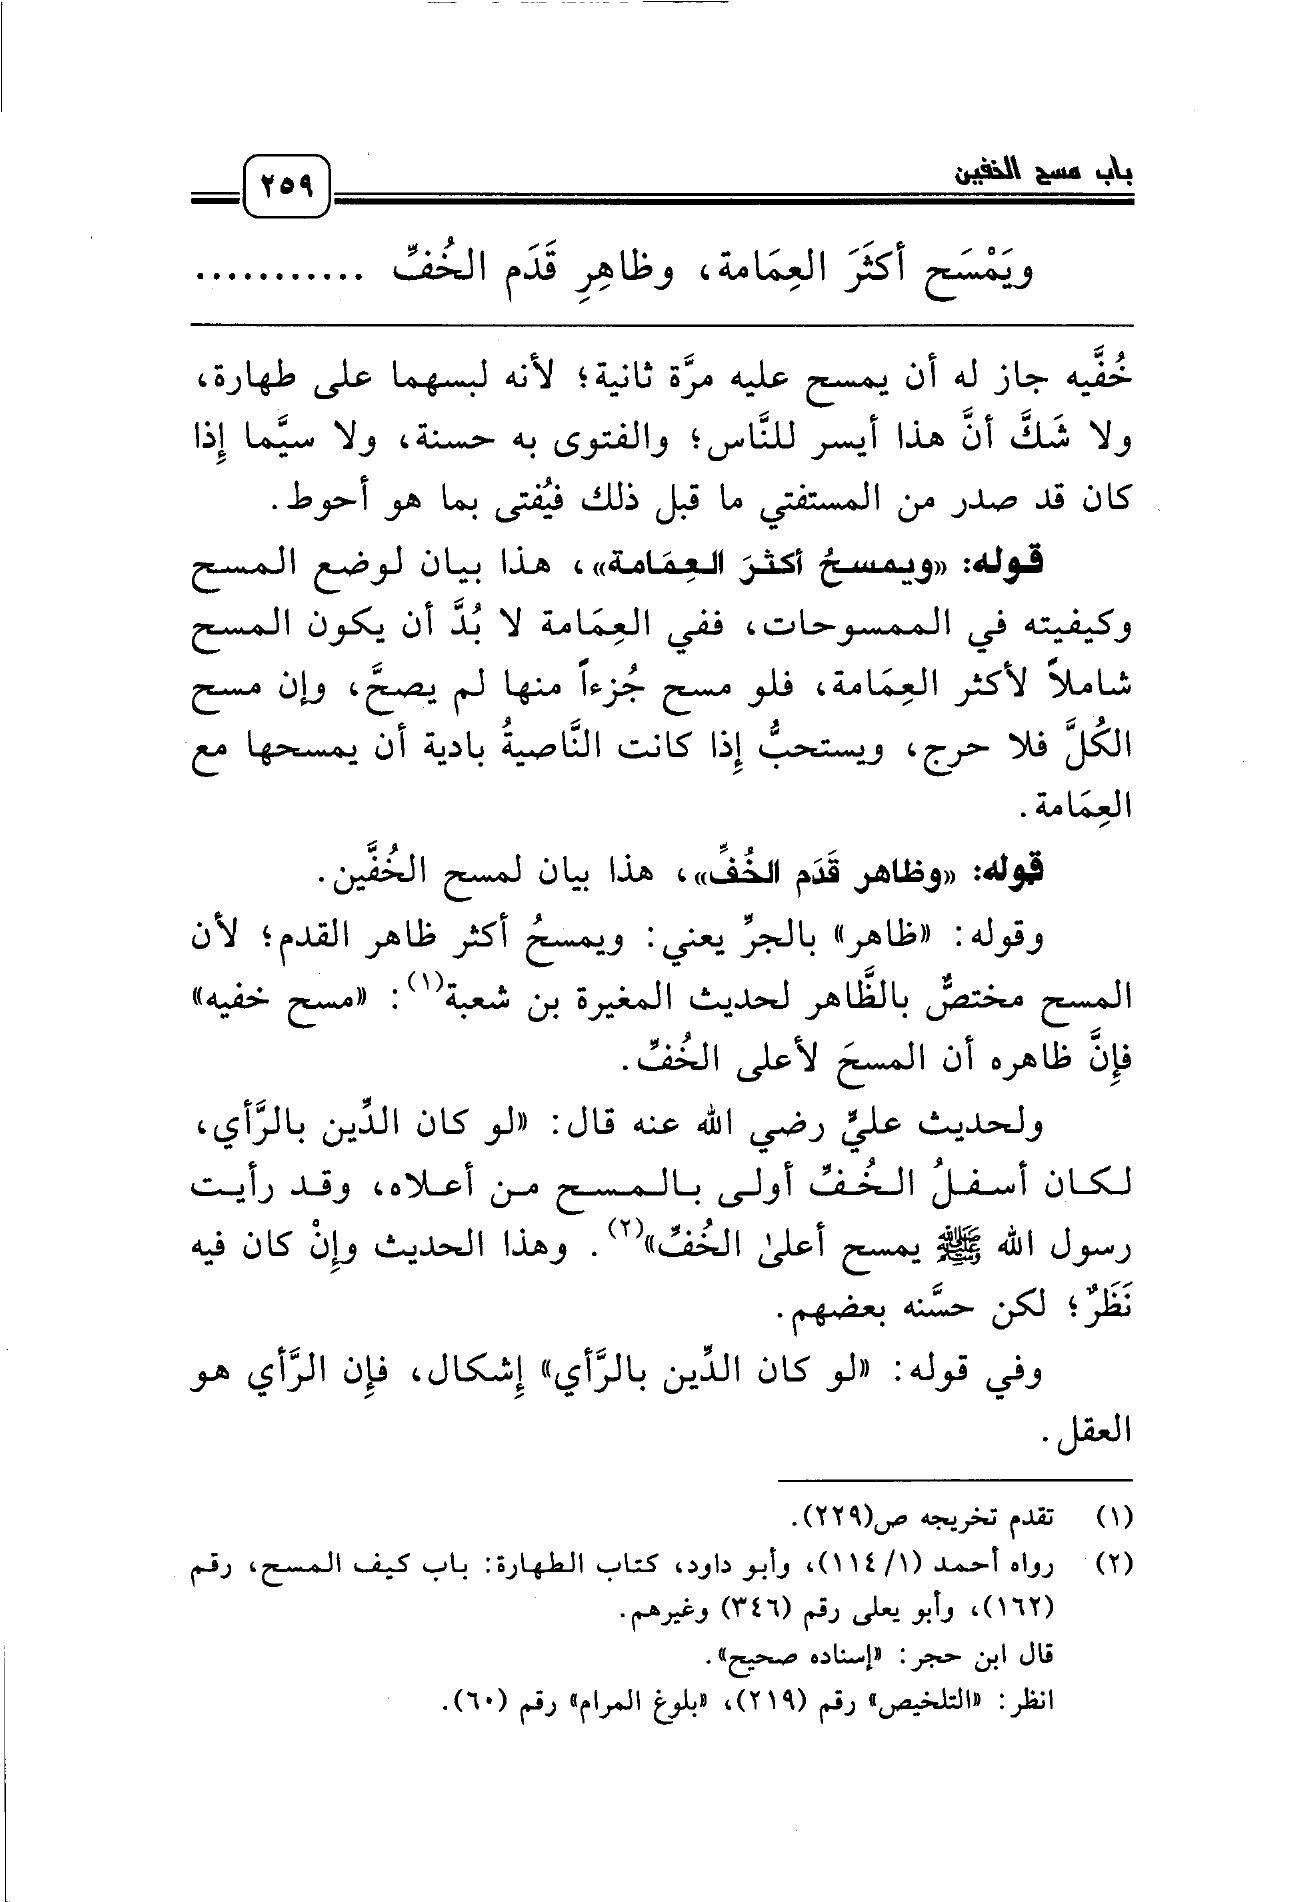 باب مسح الخفين
٢٥٩
ويَمْسَح أكثَرَ العِمَامة، وظاهِرِ قَدَم الخُفِّ ...........
خُفَّيه جاز له أن يمسح عليه مرَّة ثانية؛ لأنه لبسهما على طهارة،
ولا شَكَّ أنَّ هذا أيسر للنَّاس؛ والفتوى به حسنة، ولا سيَّما إِذا
كان قد صدر من المستفتي ما قبل ذلك فيُفتى بما هو أحوط.
قوله: «ويمسحُ أكثرَ العِمَامة»، هذا بيان لوضع المسح
وكيفيته في الممسوحات، ففي العِمَامة لا بُدَّ أن يكون المسح
شاملاً لأكثر العِمَامة، فلو مسح جُزءاً منها لم يصحَّ، وإن مسح
الكُلَّ فلا حرج، ويستحبُّ إِذا كانت النَّاصيةُ بادية أن يمسحها مع
العِمَامة.
قوله: «وظاهر قَدَم الخُفِّ»، هذا بيان لمسح الخُفَّين.
وقوله: «ظاهر» بالجرِّ يعني: ويمسحُ أكثر ظاهر القدم؛ لأن
المسح مختصٌّ بالظَّاهر لحديث المغيرة بن شعبة(١): «مسح خفيه»
فإِنَّ ظاهره أن المسحَ لأعلى الخُفِّ.
ولحديث عليٍّ رضي الله عنه قال: «لو كان الدِّين بالرَّأي،
لكان أسفلُ الخُفِّ أولى بالمسح من أعلاه، وقد رأيت
رسول الله ﷺ يمسح أعلىٰ الخُفِّ»(٢). وهذا الحديث وإِنْ كان فيه
نَظَرٌ؛ لكن حسَّنه بعضهم.
وفي قوله: «لو كان الدِّين بالرَّأي» إِشكال، فإِن الرَّأي هو
العقل.
(١) تقدم تخريجه ص(٢٢٩).
(٢) رواه أحمد (١/ ١١٤)، وأبو داود، كتاب الطهارة: باب كيف المسح، رقم
(١٦٢)، وأبو يعلى رقم (٣٤٦) وغيرهم.
قال ابن حجر: «إسناده صحيح».
انظر: «التلخيص» رقم (٢١٩)، «بلوغ المرام» رقم (٦٠).